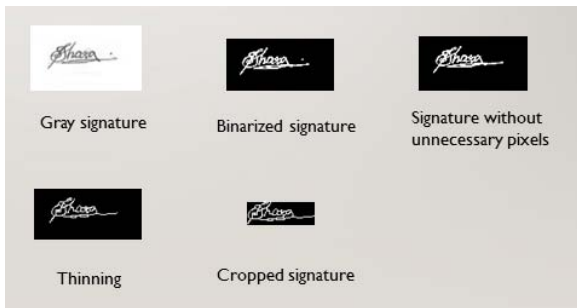 Gray signature
Binarized signature
Signature without
unnecessary pixels
Thinning
Cropped signature